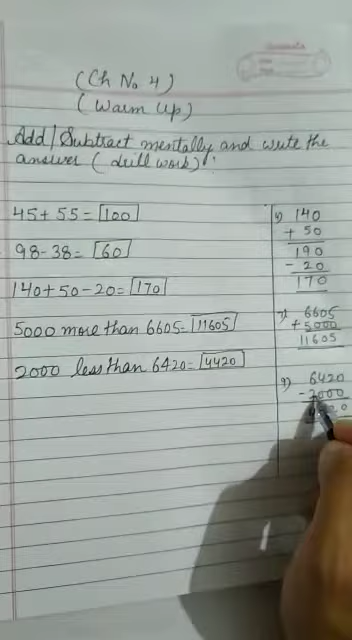 (Ch No 4)
(Warm Up)
Add/Subtract mentally and write the
answer (drill work):
45 + 55 = 100
98 - 38 = 60
140 + 50 - 20 = 170
5000 more than 6605 = 11605
2000 less than 6420 = 4420
140
+ 50
190
- 20
170
6605
+ 5000
11605
6420
- 2000